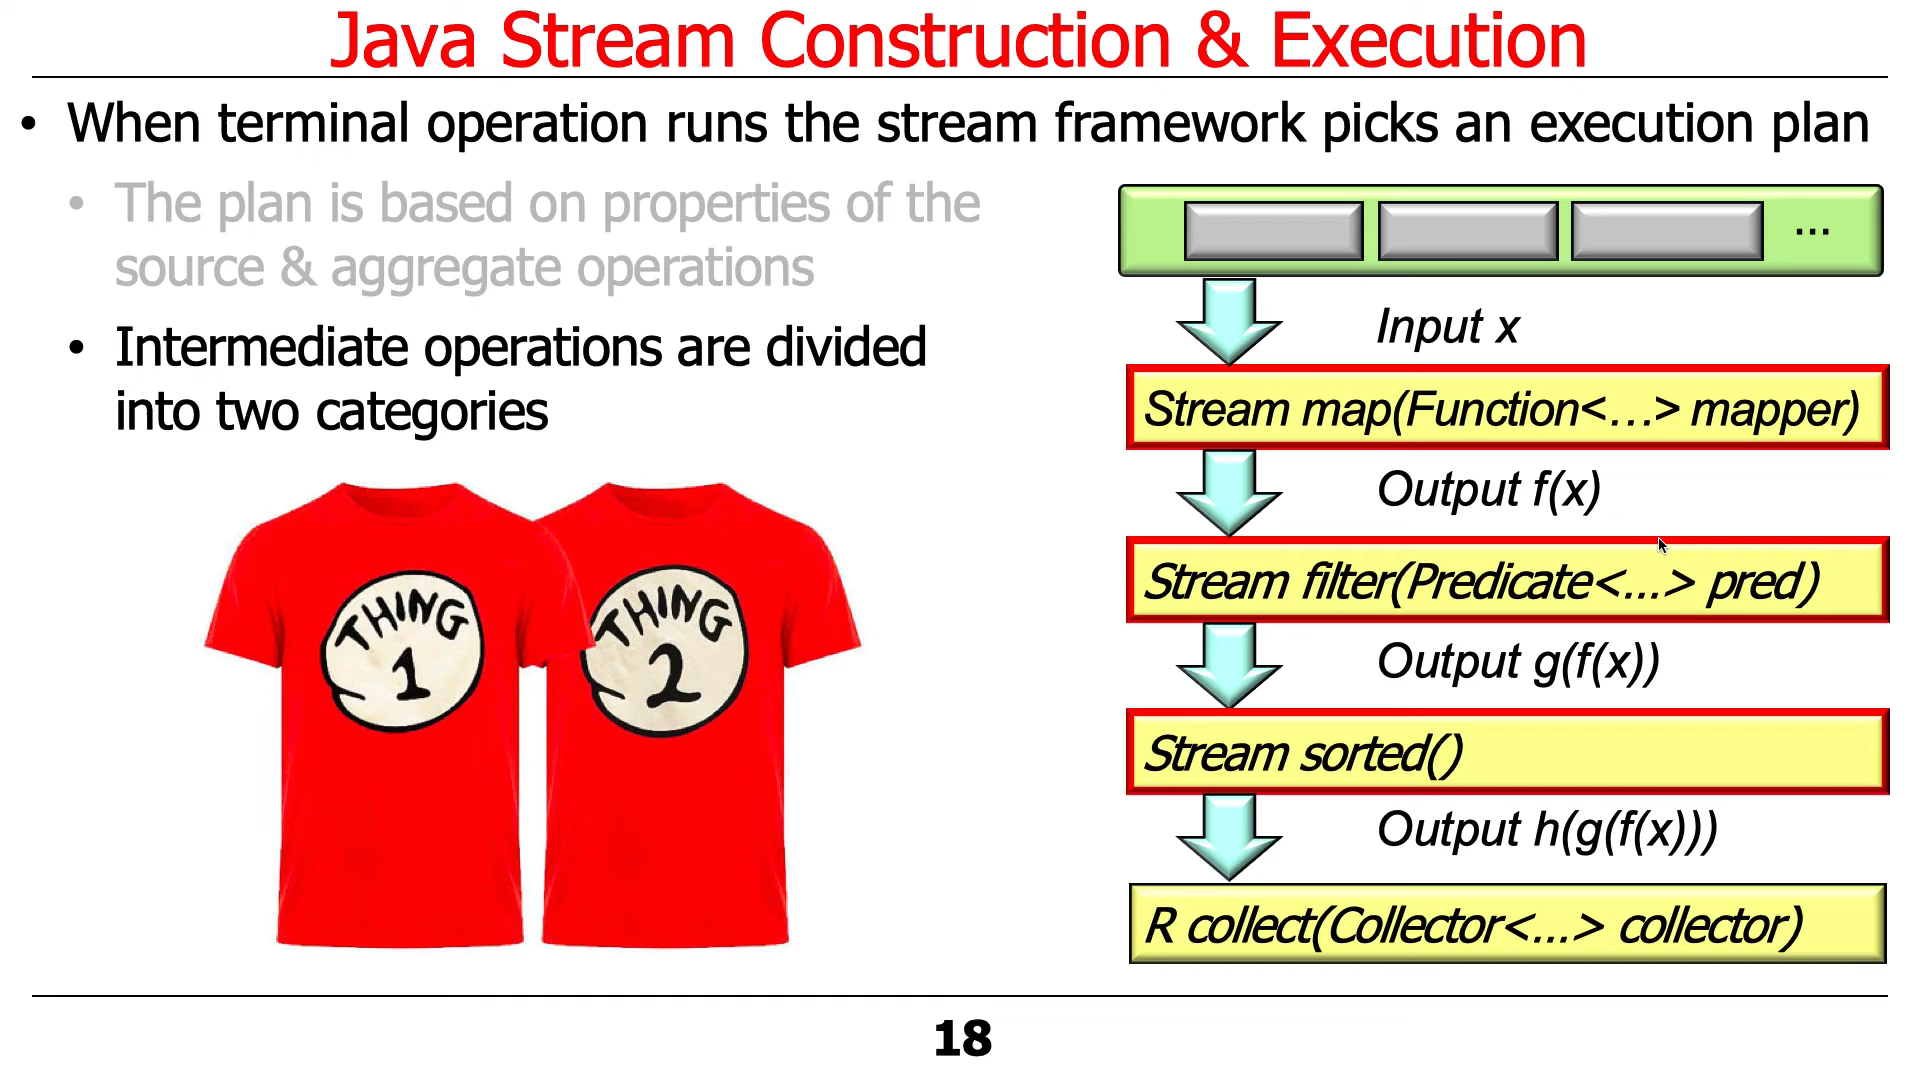 Java Stream Construction & Execution
• When terminal operation runs the stream framework picks an execution plan
• The plan is based on properties of the
source & aggregate operations
• Intermediate operations are divided
into two categories
THING
1
THING
2
...
Input x
Stream map(Function<…> mapper)
Output f(x)
Stream filter(Predicate<...> pred)
Output g(f(x))
Stream sorted()
Output h(g(f(x)))
R collect(Collector<...> collector)
18